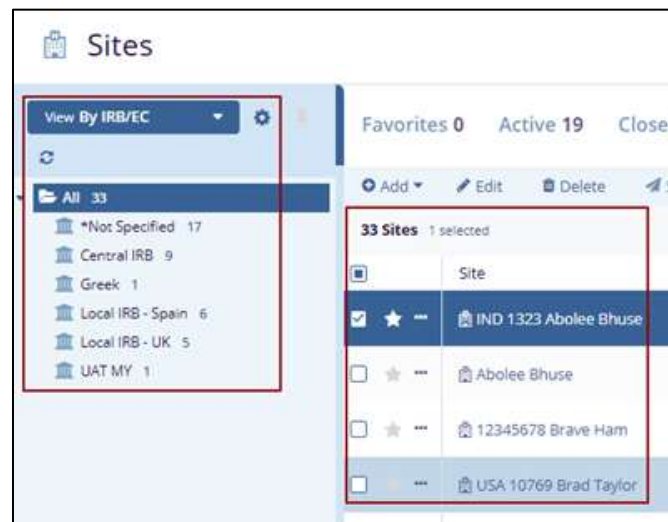 Sites
View By IRB/EC
All 33
*Not Specified 17
Central IRB 9
Greek 1
Local IRB - Spain 6
Local IRB - UK 5
UAT MY 1
Favorites 0 Active 19 Close
Add Edit Delete
33 Sites 1 selected
Site
IND 1323 Abolee Bhuse
Abolee Bhuse
12345678 Brave Ham
USA 10769 Brad Taylor